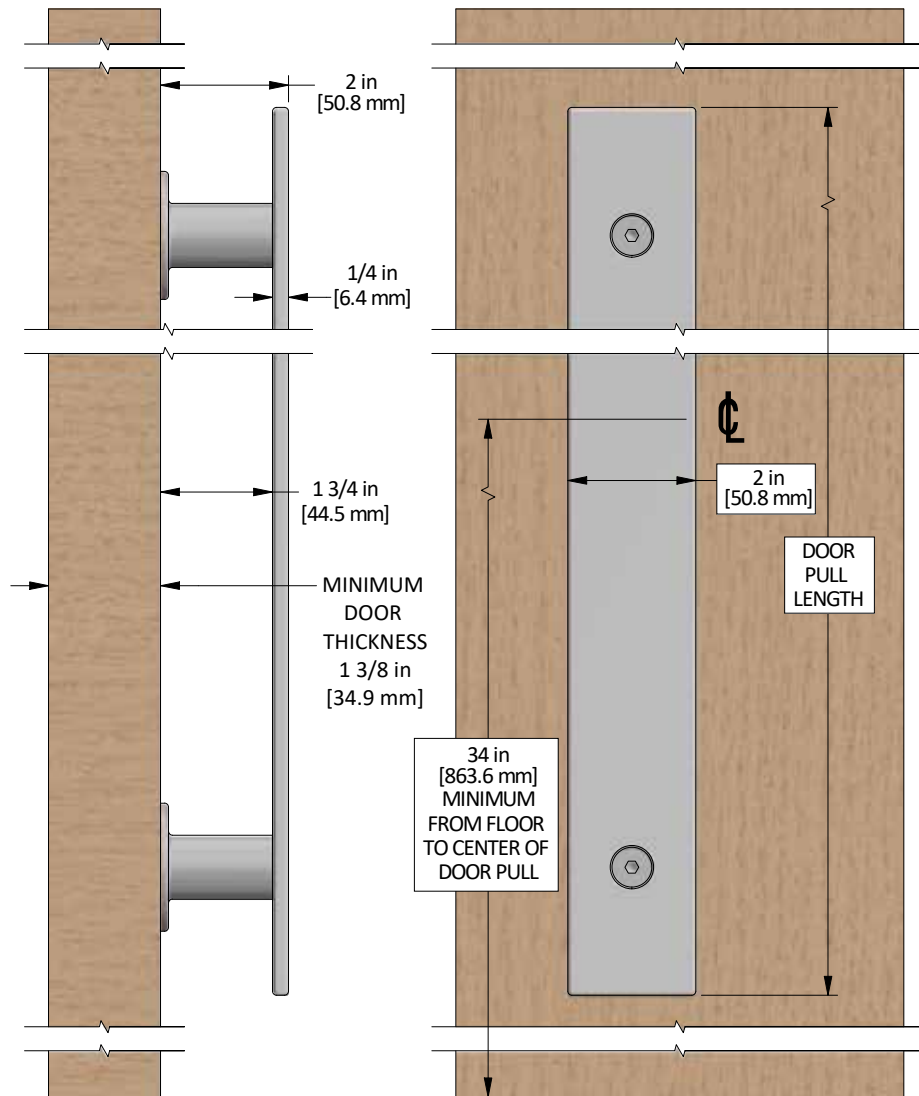 2 in
[50.8 mm]
1/4 in
[6.4 mm]
1 3/4 in
[44.5 mm]
MINIMUM
DOOR
THICKNESS
1 3/8 in
[34.9 mm]
℄
2 in
[50.8 mm]
DOOR
PULL
LENGTH
34 in
[863.6 mm]
MINIMUM
FROM FLOOR
TO CENTER OF
DOOR PULL